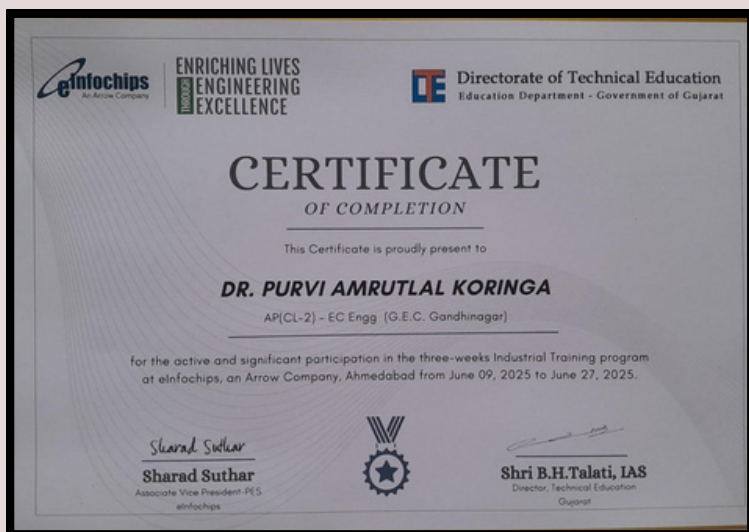 eInfochips
An Arrow Company
ENRICHING LIVES
THROUGH ENGINEERING
EXCELLENCE
DTE
Directorate of Technical Education
Education Department - Government of Gujarat
CERTIFICATE
OF COMPLETION
This Certificate is proudly present to
DR. PURVI AMRUTLAL KORINGA
AP(CL-2) - EC Engg (G.E.C. Gandhinagar)
for the active and significant participation in the three-weeks Industrial Training program
at eInfochips, an Arrow Company, Ahmedabad from June 09, 2025 to June 27, 2025.
Sharad Suthar
Sharad Suthar
Associate Vice President-PES
eInfochips
Shri B.H.Talati, IAS
Director, Technical Education
Gujarat